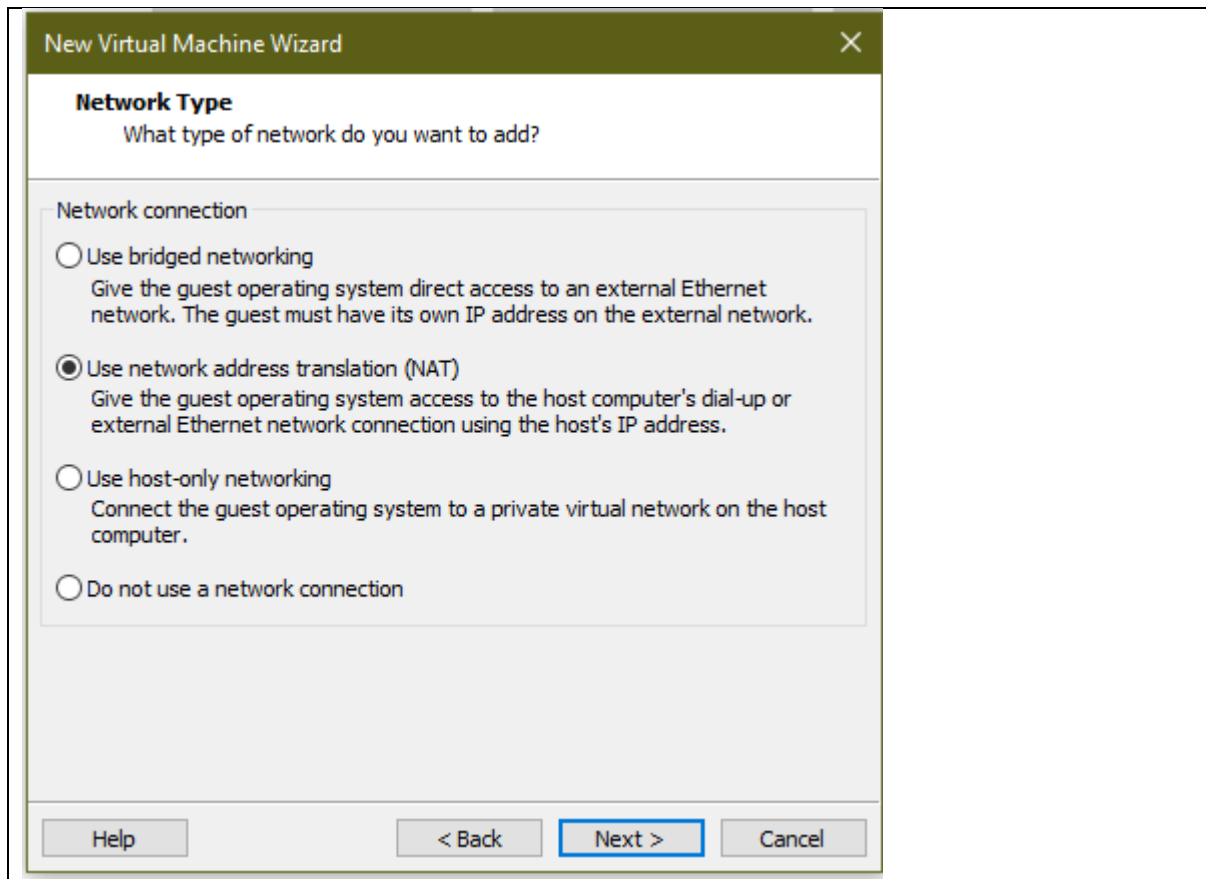 New Virtual Machine Wizard
Network Type
What type of network do you want to add?
Network connection
Use bridged networking
Give the guest operating system direct access to an external Ethernet
network. The guest must have its own IP address on the external network.
Use network address translation (NAT)
Give the guest operating system access to the host computer's dial-up or
external Ethernet network connection using the host's IP address.
Use host-only networking
Connect the guest operating system to a private virtual network on the host
computer.
Do not use a network connection
Help
< Back
Next >
Cancel